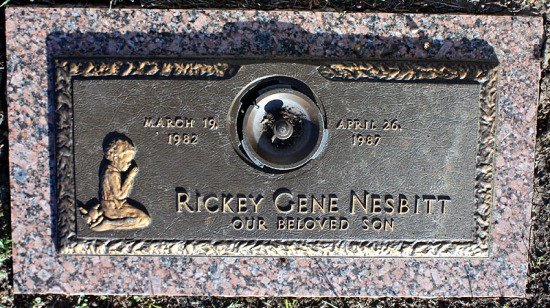 MARCH 19, 1982
APRIL 26, 1987
RICKEY GENE NESBITT
OUR BELOVED SON